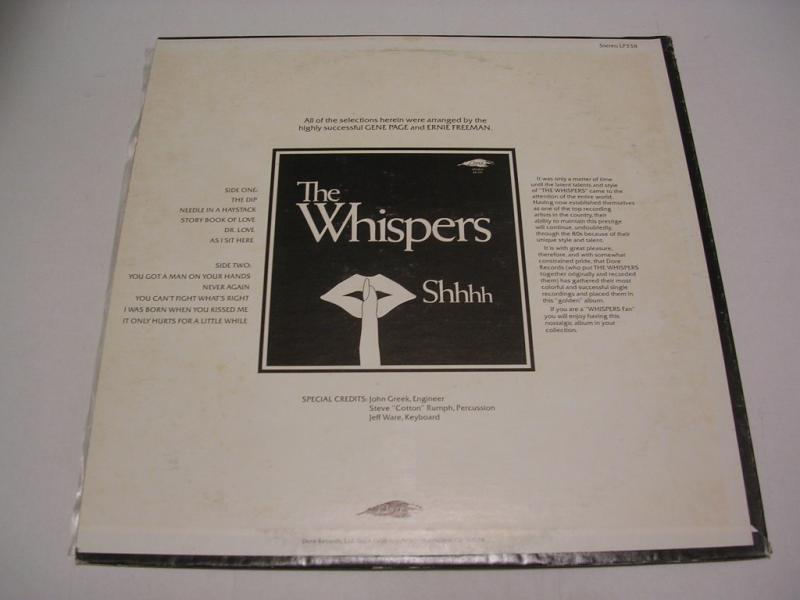 Stereo LP338
All of the selections herein were arranged by the
highly successful GENE PAGE and ERNIE FREEMAN.
SIDE ONE:
THE DIP
NEEDLE IN A HAYSTACK
STORY BOOK OF LOVE
DR. LOVE
AS I SIT HERE
SIDE TWO:
YOU GOT A MAN ON YOUR HANDS
NEVER AGAIN
YOU CAN'T FIGHT WHAT'S RIGHT
I WAS BORN WHEN YOU KISSED ME
IT ONLY HURTS FOR A LITTLE WHILE
The
Whispers
Shhhh
It was only a matter of time
until the latent talents and style
of "THE WHISPERS" came to the
attention of the entire world.
Having now established themselves
as one of the top recording
artists in the country, their
ability to maintain this prestige
will continue, undoubtedly,
through the 80s because of their
unique style and talent.
It is with great pleasure,
therefore, and with somewhat
constrained pride, that Dore
Records (who put THE WHISPERS
together originally and recorded
them) has gathered their most
colorful and successful single
recordings and placed them in
this "golden" album.
If you are a "WHISPERS Fan"
you will enjoy having this
nostalgic album in your
collection.
SPECIAL CREDITS: John Greek, Engineer
Steve "Cotton" Rumph, Percussion
Jeff Ware, Keyboard
Dore Records, Ltd.